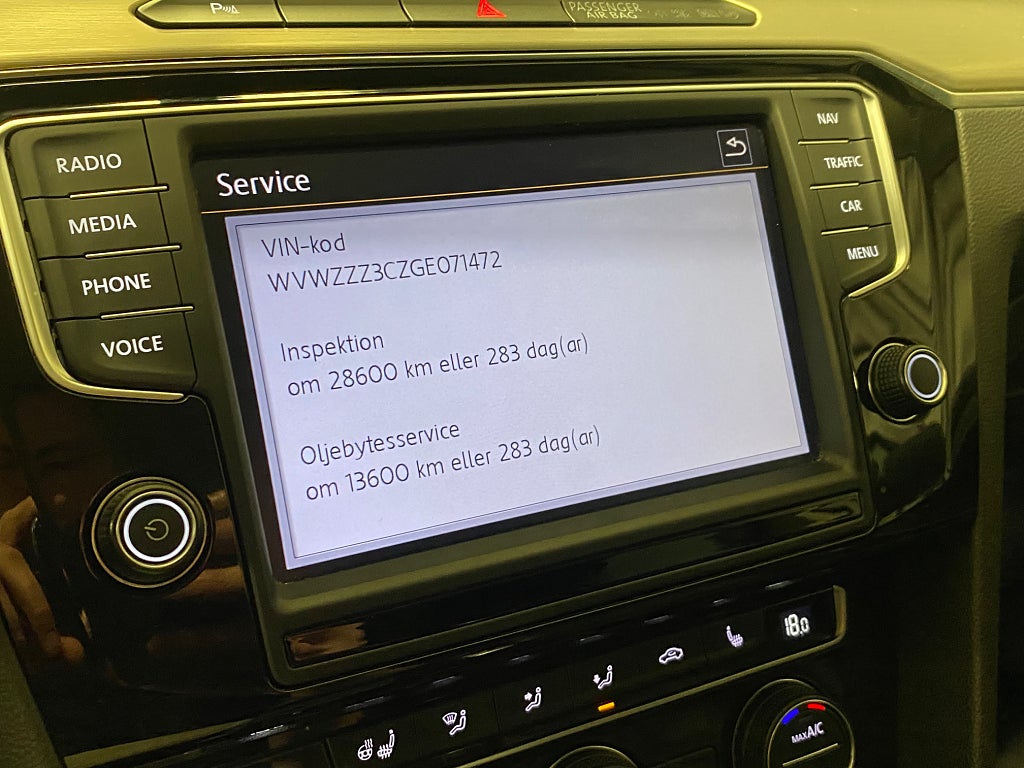 PASSENGER
AIR BAG
RADIO
MEDIA
PHONE
VOICE
Service
VIN-kod
WVWZZZ3CZGE071472
Inspektion
om 28600 km eller 283 dag(ar)
Oljebytesservice
om 13600 km eller 283 dag(ar)
NAV
TRAFFIC
CAR
MENU
18.0
MAX A/C